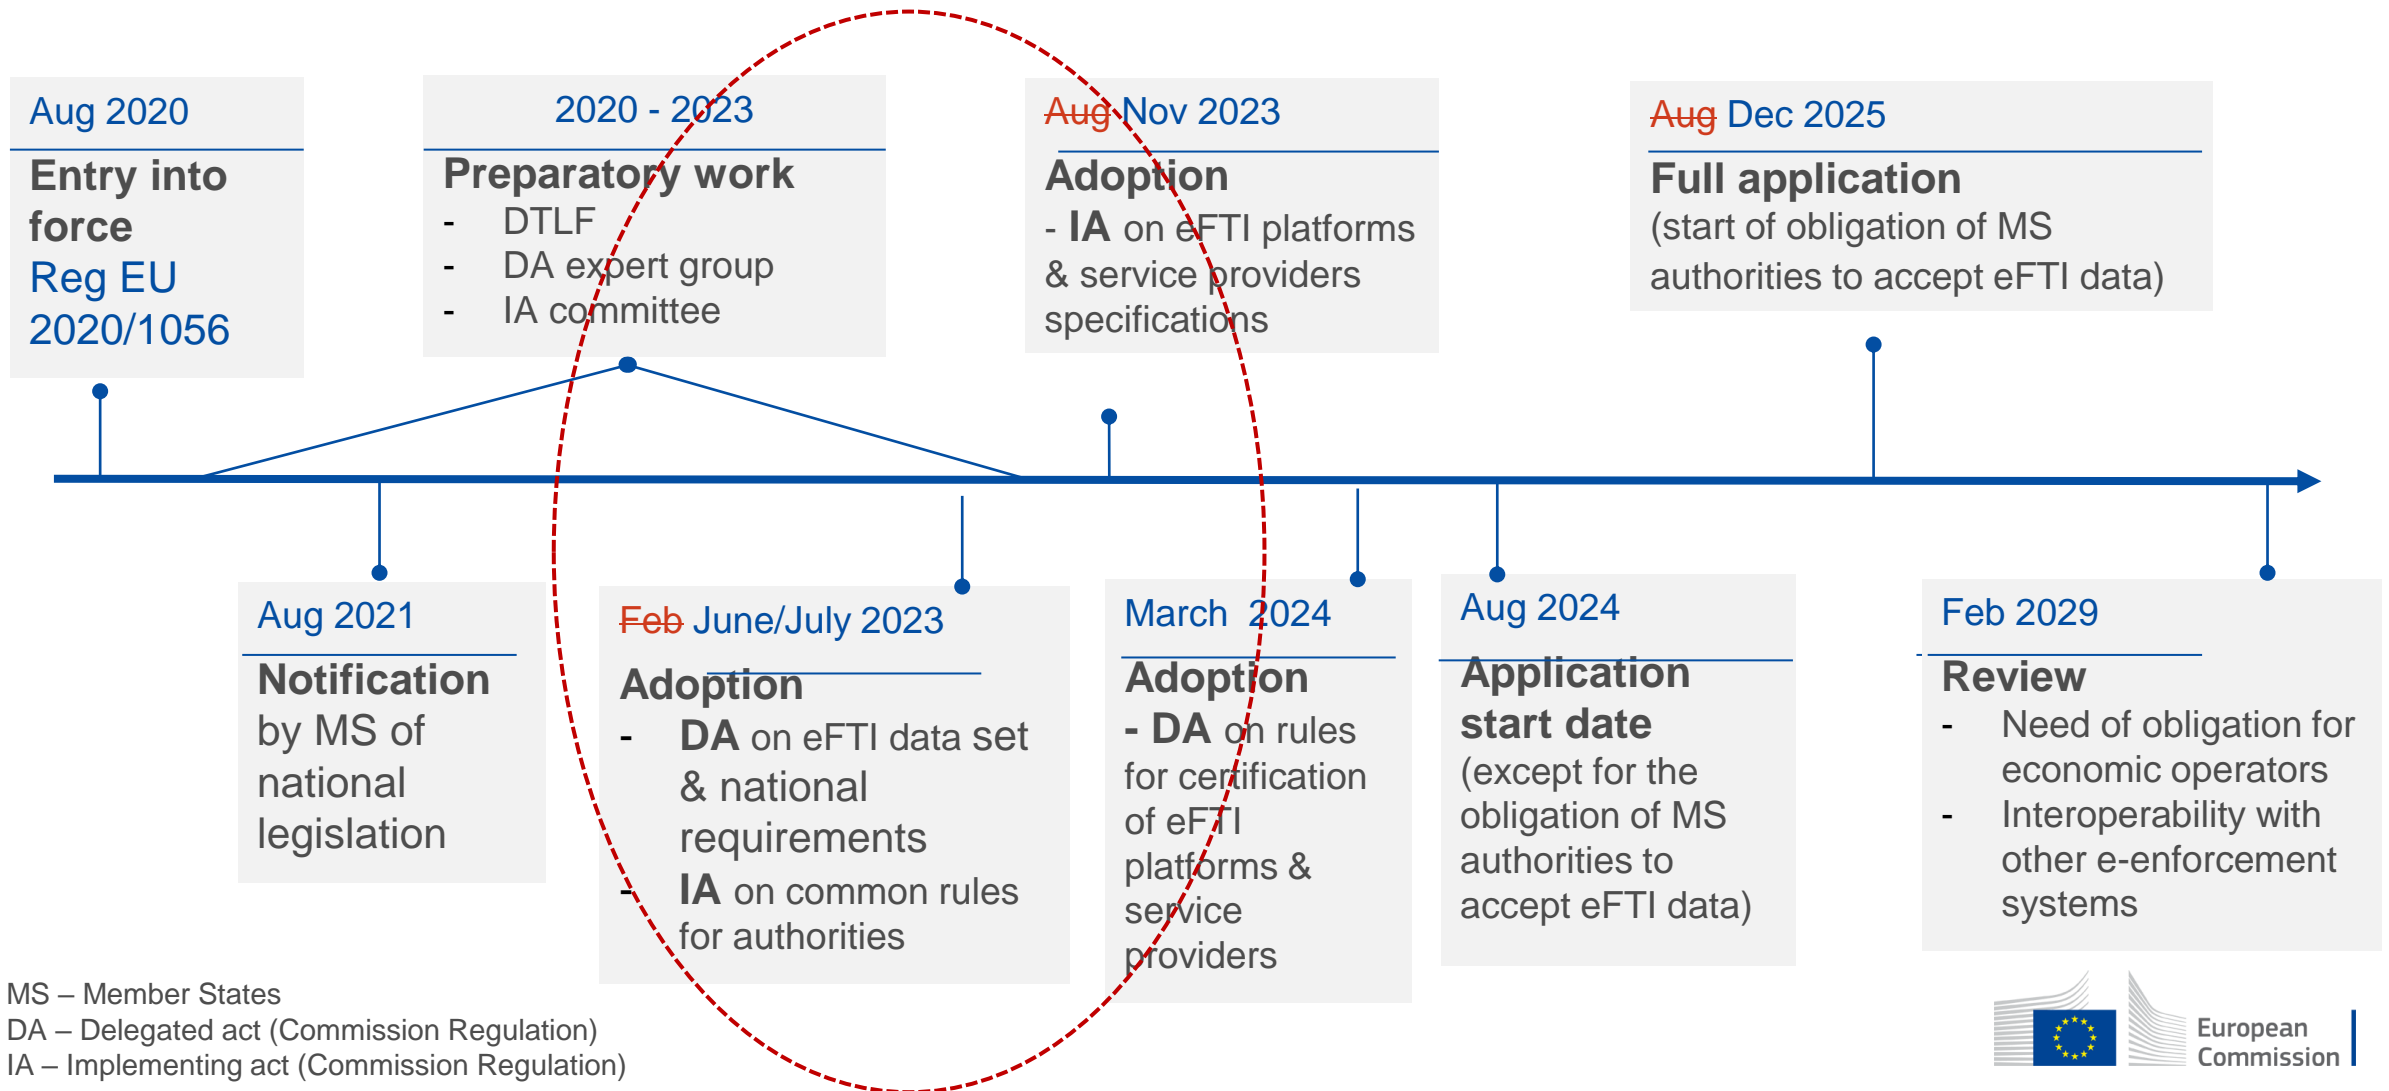 Aug 2020
Entry into
force
Reg EU
2020/1056
2020 - 2023
Preparatory work
- DTLF
- DA expert group
- IA committee
Aug Nov 2023
Adoption
- IA on eFTI platforms
& service providers
specifications
Aug Dec 2025
Full application
(start of obligation of MS
authorities to accept eFTI data)
Aug 2021
Notification
by MS of
national
legislation
Feb June/July 2023
Adoption
- DA on eFTI data set
& national
requirements
- IA on common rules
for authorities
March 2024
Adoption
- DA on rules
for certification
of eFTI
platforms &
service
providers
Aug 2024
Application
start date
(except for the
obligation of MS
authorities to
accept eFTI data)
Feb 2029
Review
- Need of obligation for
economic operators
- Interoperability with
other e-enforcement
systems
MS – Member States
DA – Delegated act (Commission Regulation)
IA – Implementing act (Commission Regulation)
European
Commission